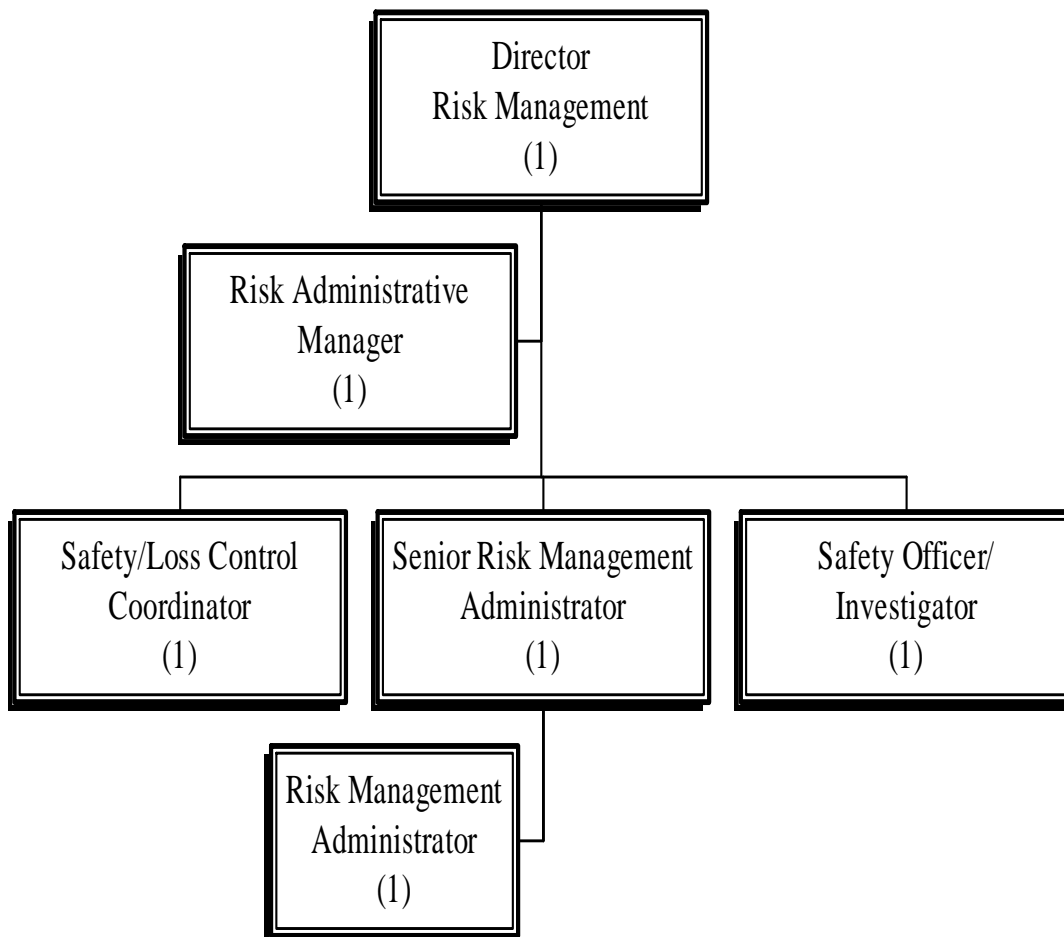 Director
Risk Management
(1)
Risk Administrative
Manager
(1)
Safety/Loss Control
Coordinator
(1)
Senior Risk Management
Administrator
(1)
Safety Officer/
Investigator
(1)
Risk Management
Administrator
(1)